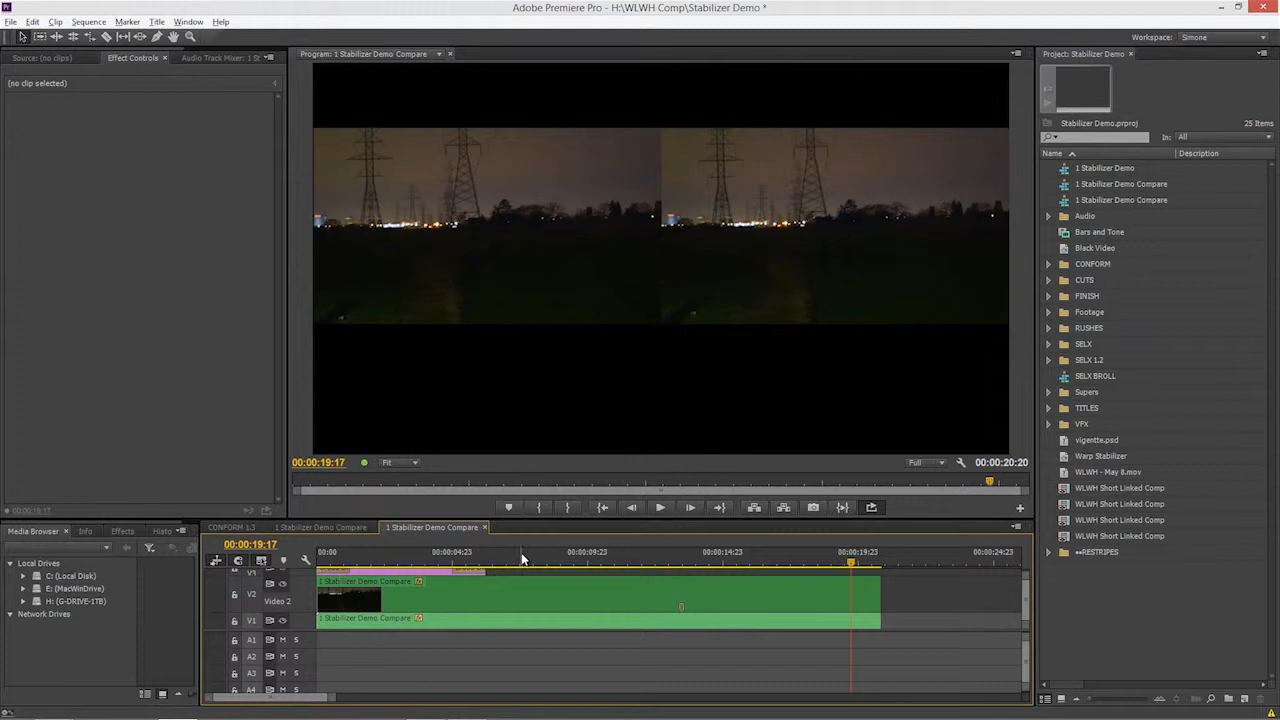 Adobe Premiere Pro - H:\WLWH Comp\Stabilizer Demo *
File Edit Clip Sequence Marker Title Window Help
Workspace: Simone
Source: (no clips) Effect Controls Audio Track Mixer: 1 St
Program: 1 Stabilizer Demo Compare
Project: Stabilizer Demo
(no clip selected)
Stabilizer Demo.prproj
25 Items
In: All
Name Description
1 Stabilizer Demo
1 Stabilizer Demo Compare
1 Stabilizer Demo Compare
Audio
Bars and Tone
Black Video
CONFORM
CUTS
FINISH
Footage
RUSHES
SELX
SELX 1.2
SELX BROLL
Supers
TITLES
VFX
vigentte.psd
Warp Stabilizer
WLWH - May 8.mov
WLWH Short Linked Comp
WLWH Short Linked Comp
WLWH Short Linked Comp
WLWH Short Linked Comp
**RESTRIPES
00:00:19:17 Fit Full 00:00:20:20
00:00:19:17
Media Browser Info Effects Histo
CONFORM 1.3 1 Stabilizer Demo Compare 1 Stabilizer Demo Compare
00:00:19:17
00:00 00:00:04:23 00:00:09:23 00:00:14:23 00:00:19:23 00:00:24:23
Local Drives
C: (Local Disk)
E: (MacWinDrive)
H: (G-DRIVE-1TB)
Network Drives
V3
V2 Video 2
1 Stabilizer Demo Compare
V1
1 Stabilizer Demo Compare
A1 M S
A2 M S
A3 M S
A4 M S